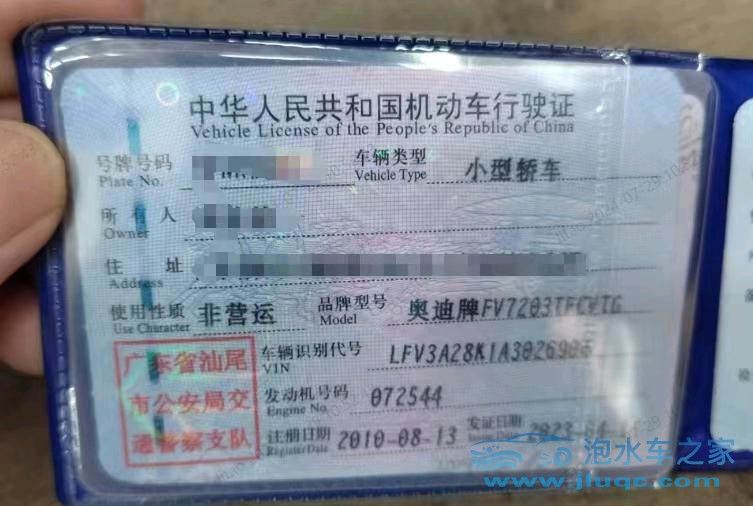 中华人民共和国机动车行驶证
Vehicle License of the People's Republic of China
号牌号码 车辆类型 小型轿车
Plate No. Vehicle Type
所有人
Owner
住址
Address
使用性质 非营运 品牌型号 奥迪牌FV7203TFCVTG
Use Character Model
广东省汕尾
市公安局交
通警察支队
车辆识别代号 LFV3A28K1A3026905
VIN
发动机号码 072544
Engine No.
注册日期 2010-08-13 发证日期
Register Date
泡水车之家
www.jluqc.com